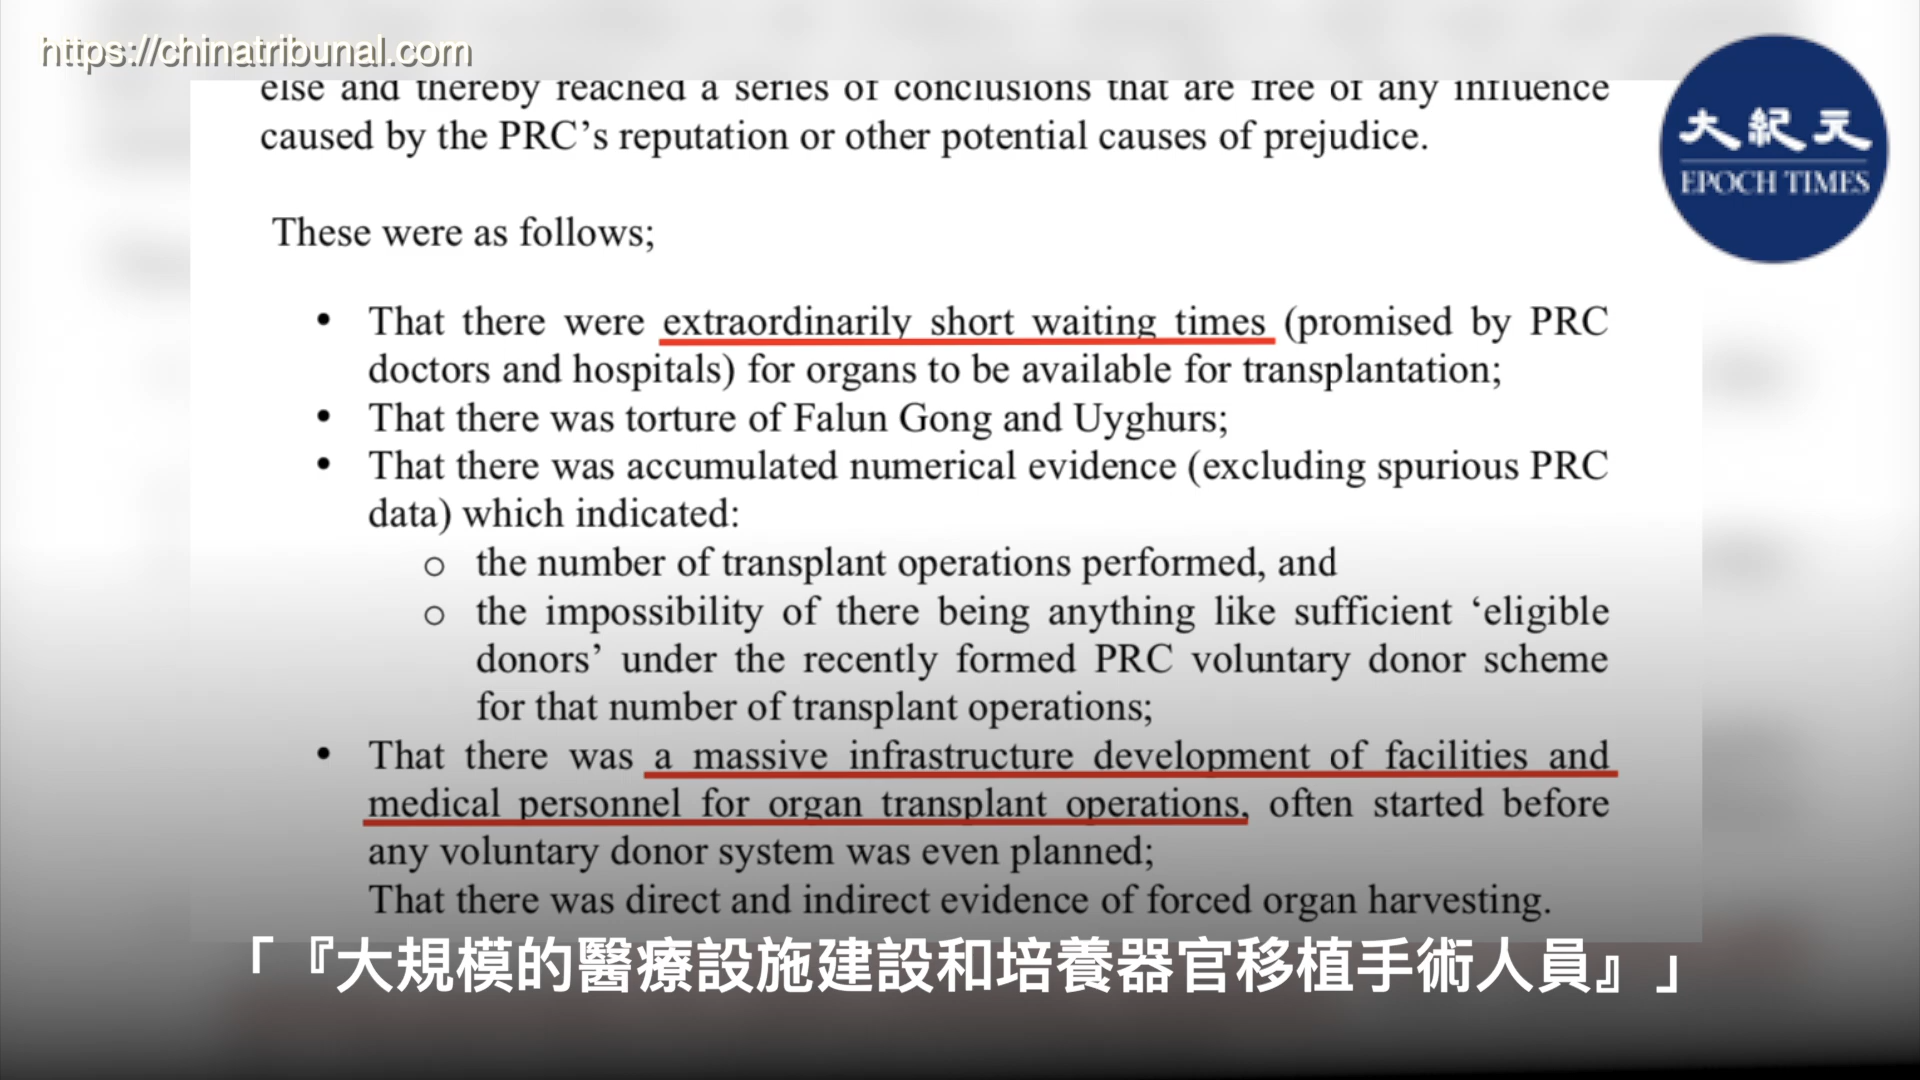 https://chinatribunal.com
else and thereby reached a series of conclusions that are free of any influence
caused by the PRC’s reputation or other potential causes of prejudice.
大紀元
EPOCH TIMES
These were as follows;
• That there were extraordinarily short waiting times (promised by PRC
doctors and hospitals) for organs to be available for transplantation;
• That there was torture of Falun Gong and Uyghurs;
• That there was accumulated numerical evidence (excluding spurious PRC
data) which indicated:
o the number of transplant operations performed, and
o the impossibility of there being anything like sufficient ‘eligible
donors’ under the recently formed PRC voluntary donor scheme
for that number of transplant operations;
• That there was a massive infrastructure development of facilities and
medical personnel for organ transplant operations, often started before
any voluntary donor system was even planned;
That there was direct and indirect evidence of forced organ harvesting.
「『大規模的醫療設施建設和培養器官移植手術人員』」